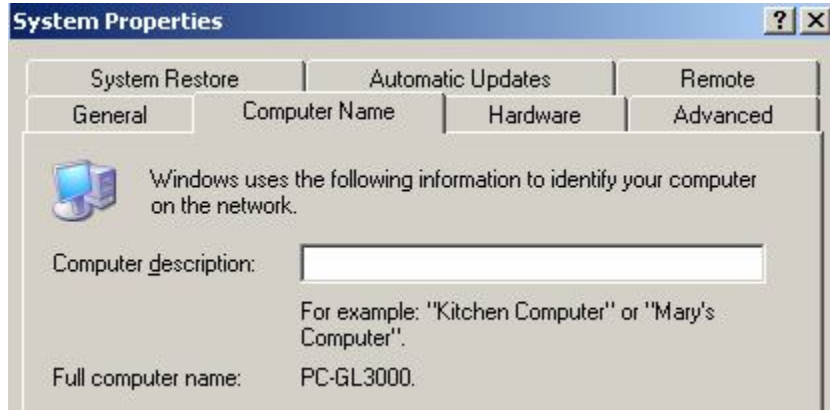 System Properties
System Restore Automatic Updates Remote
General Computer Name Hardware Advanced
Windows uses the following information to identify your computer
on the network.
Computer description:
For example: "Kitchen Computer" or "Mary's
Computer".
Full computer name: PC-GL3000.